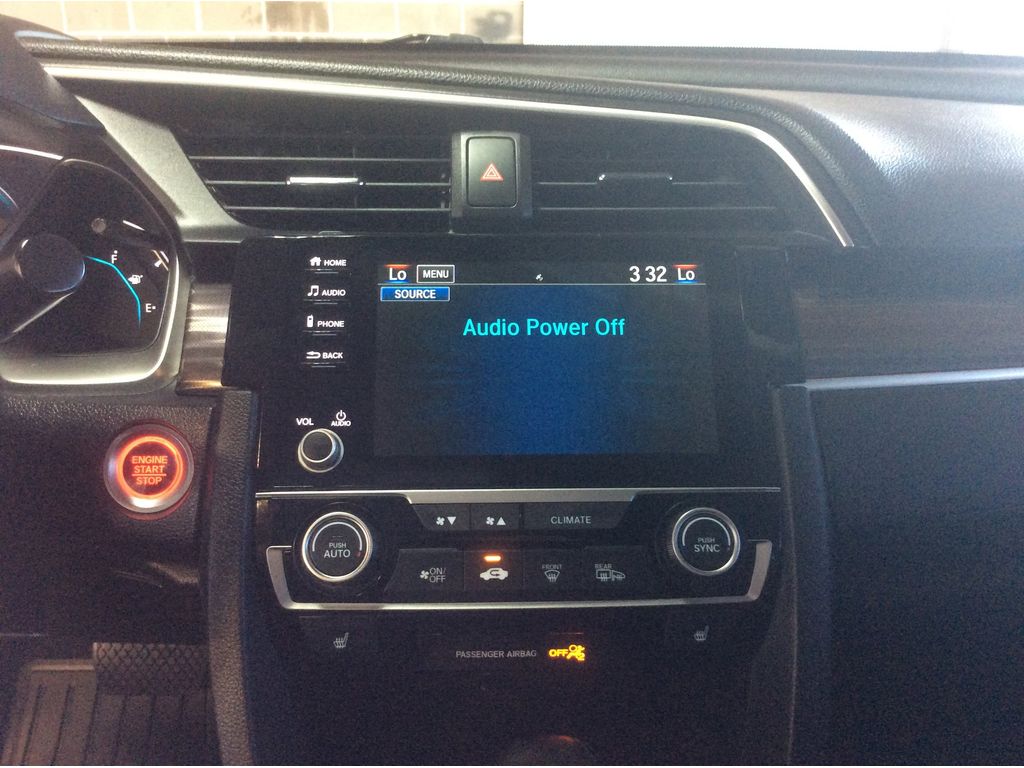 HOME
Lo MENU 3 32 Lo
SOURCE
AUDIO
Audio Power Off
PHONE
BACK
F
E
VOL AUDIO
ENGINE
START
STOP
CLIMATE
PUSH
AUTO
PUSH
SYNC
ON/
OFF
FRONT
REAR
PASSENGER AIRBAG OFF 2